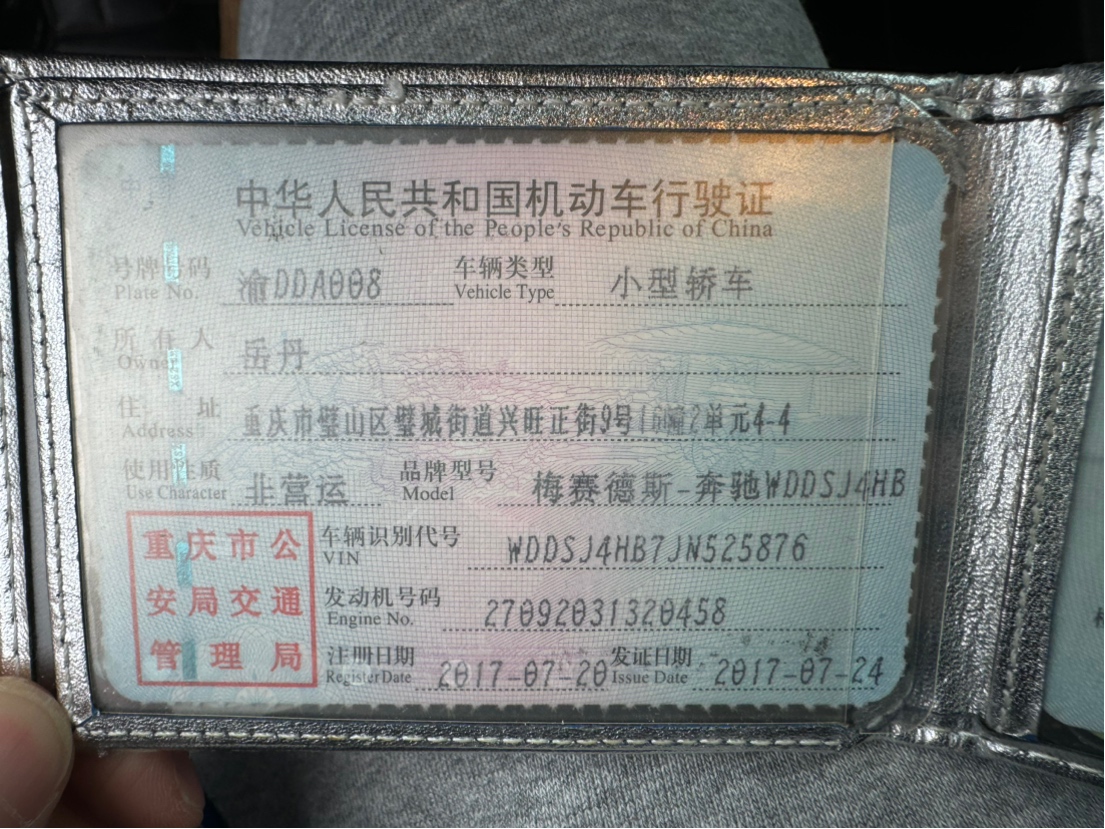 中华人民共和国机动车行驶证
Vehicle License of the People's Republic of China
号牌号码 渝DDA008 车辆类型 小型轿车
Plate No. Vehicle Type
所有人 岳丹
Owner
住址 重庆市璧山区璧城街道兴旺正街9号16幢2单元4-4
Address
使用性质 非营运 品牌型号 梅赛德斯-奔驰WDDSJ4HB
Use Character Model
重庆市公
安局交通
管理局
车辆识别代号 WDDSJ4HB7JN525876
VIN
发动机号码 27092031320458
Engine No.
注册日期 2017-07-20 发证日期 2017-07-24
Register Date Issue Date